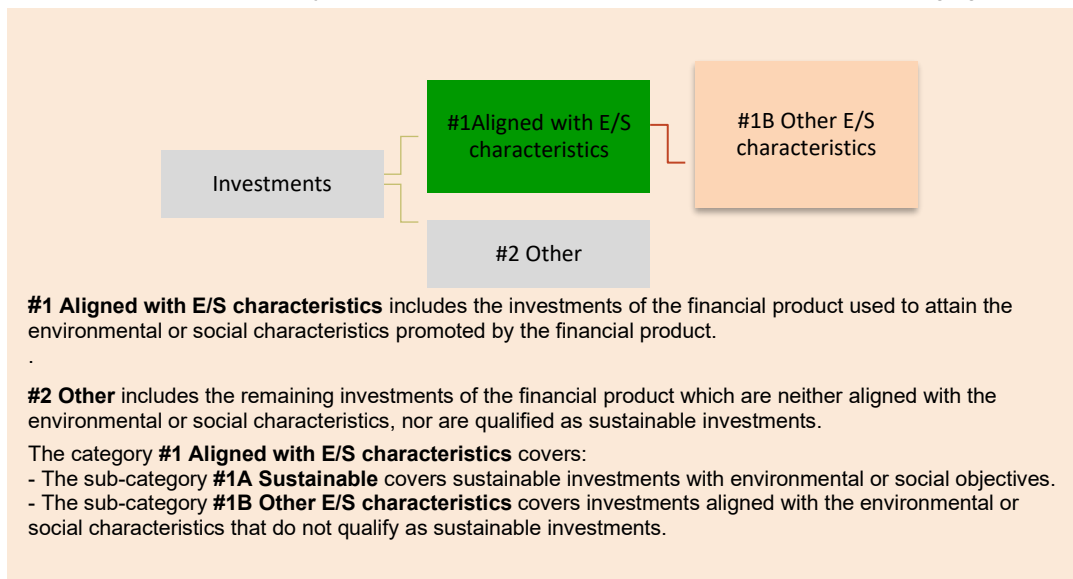 #1Aligned with E/S
characteristics
#1B Other E/S
characteristics
Investments
#2 Other
#1 Aligned with E/S characteristics includes the investments of the financial product used to attain the
environmental or social characteristics promoted by the financial product.
.
#2 Other includes the remaining investments of the financial product which are neither aligned with the
environmental or social characteristics, nor are qualified as sustainable investments.
The category #1 Aligned with E/S characteristics covers:
- The sub-category #1A Sustainable covers sustainable investments with environmental or social objectives.
- The sub-category #1B Other E/S characteristics covers investments aligned with the environmental or
social characteristics that do not qualify as sustainable investments.